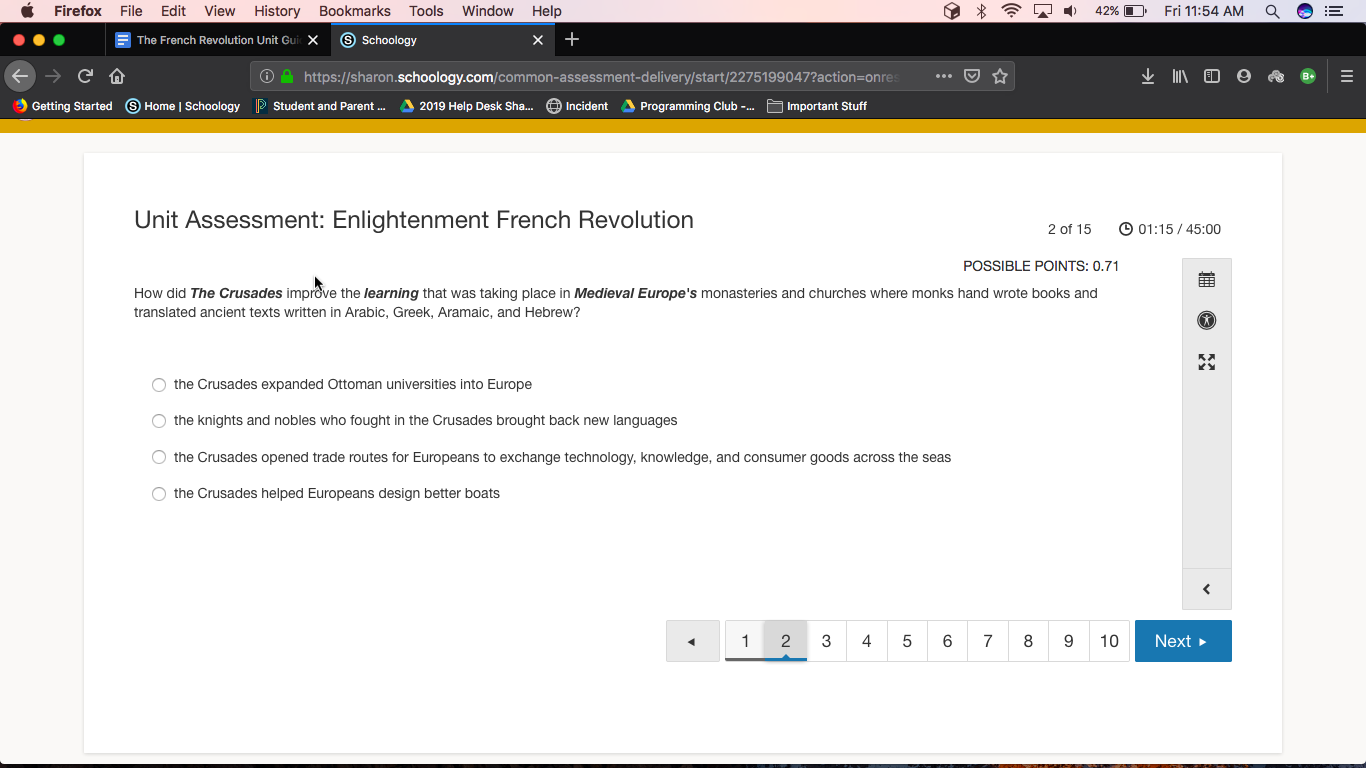 Firefox File Edit View History Bookmarks Tools Window Help 42% Fri 11:54 AM
The French Revolution Unit Gui Schoology
https://sharon.schoology.com/common-assessment-delivery/start/2275199047?action=onres
Getting Started Home | Schoology Student and Parent ... 2019 Help Desk Sha... Incident Programming Club -... Important Stuff
Unit Assessment: Enlightenment French Revolution
2 of 15 01:15 / 45:00
POSSIBLE POINTS: 0.71
How did The Crusades improve the learning that was taking place in Medieval Europe's monasteries and churches where monks hand wrote books and
translated ancient texts written in Arabic, Greek, Aramaic, and Hebrew?
the Crusades expanded Ottoman universities into Europe
the knights and nobles who fought in the Crusades brought back new languages
the Crusades opened trade routes for Europeans to exchange technology, knowledge, and consumer goods across the seas
the Crusades helped Europeans design better boats
1 2 3 4 5 6 7 8 9 10 Next